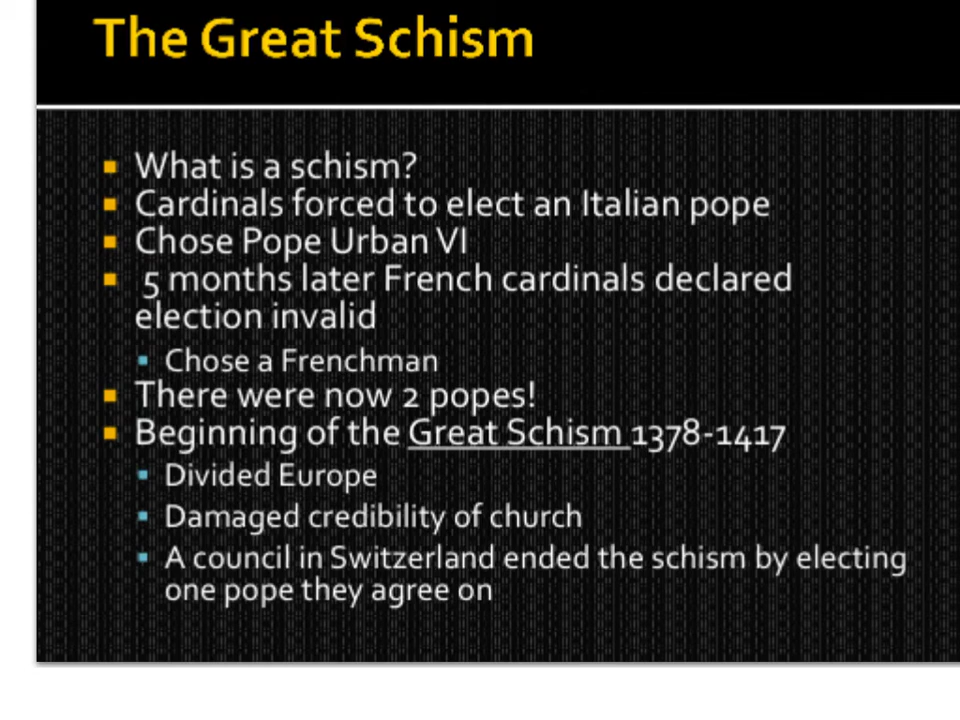 The Great Schism
What is a schism?
Cardinals forced to elect an Italian pope
Chose Pope Urban VI
5 months later French cardinals declared
election invalid
Chose a Frenchman
There were now 2 popes!
Beginning of the Great Schism 1378-1417
Divided Europe
Damaged credibility of church
A council in Switzerland ended the schism by electing
one pope they agree on